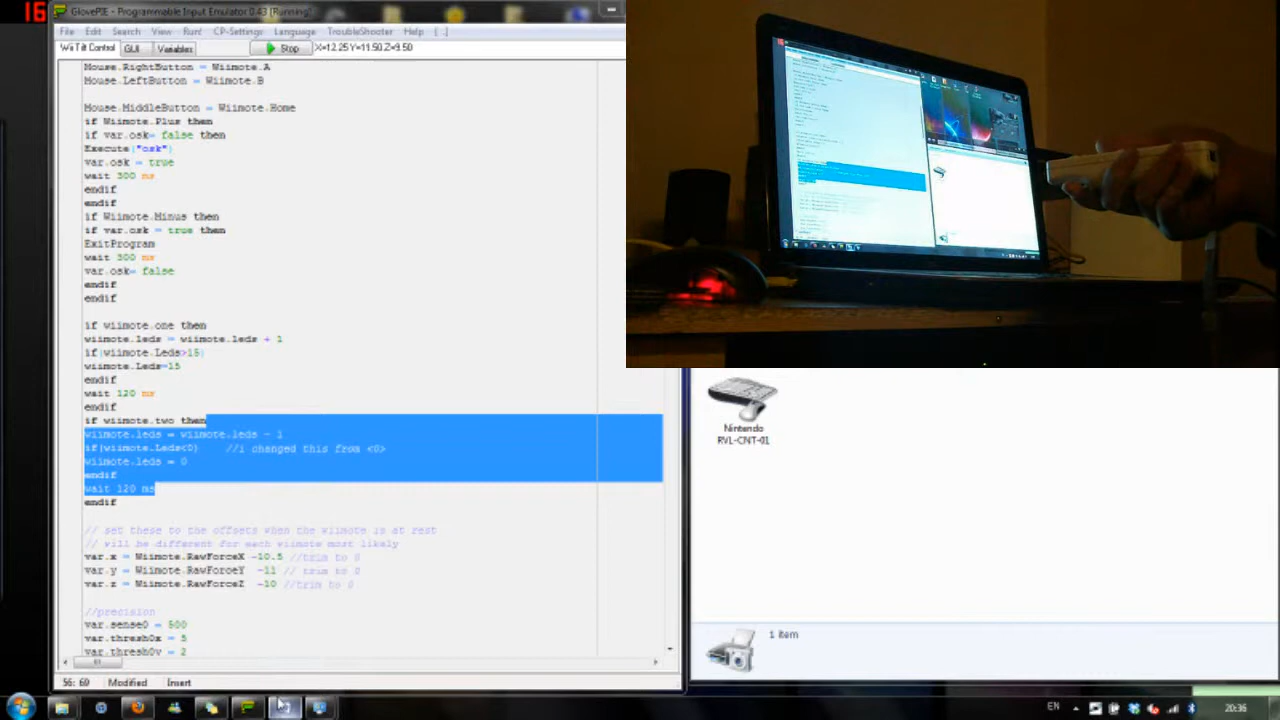 16
GlovePIE - Programmable Input Emulator 0.43 (Running)
File Edit Search View Run! CP-Settings Language TroubleShooter Help [..]
Wii Tilt Control GUI Variables Stop X=12.25 Y=11.50 Z=9.50
Mouse.RightButton = Wiimote.A
Mouse.LeftButton = Wiimote.B
Mouse.MiddleButton = Wiimote.Home
if Wiimote.Plus then
if var.osk= false then
Execute("osk")
var.osk = true
wait 300 ms
endif
endif
if Wiimote.Minus then
if var.osk = true then
ExitProgram
wait 300 ms
var.osk= false
endif
endif
if wiimote.one then
wiimote.leds = wiimote.leds + 1
if(wiimote.Leds>15)
wiimote.Leds=15
endif
wait 120 ms
endif
if wiimote.two then
wiimote.leds = wiimote.leds - 1
if(wiimote.Leds<0) //i changed this from <0>
wiimote.leds = 0
endif
wait 120 ms
endif
// set these to the offsets when the wiimote is at rest
// will be different for each wiimote most likely
var.x = Wiimote.RawForceX -10.5 //trim to 0
var.y = Wiimote.RawForceY -11 // trim to 0
var.z = Wiimote.RawForceZ -10 //trim to 0
//precision
var.sense0 = 500
var.thresh0x = 5
var.thresh0y = 2
56: 69 Modified Insert
Nintendo
RVL-CNT-01
1 item
EN 20:36